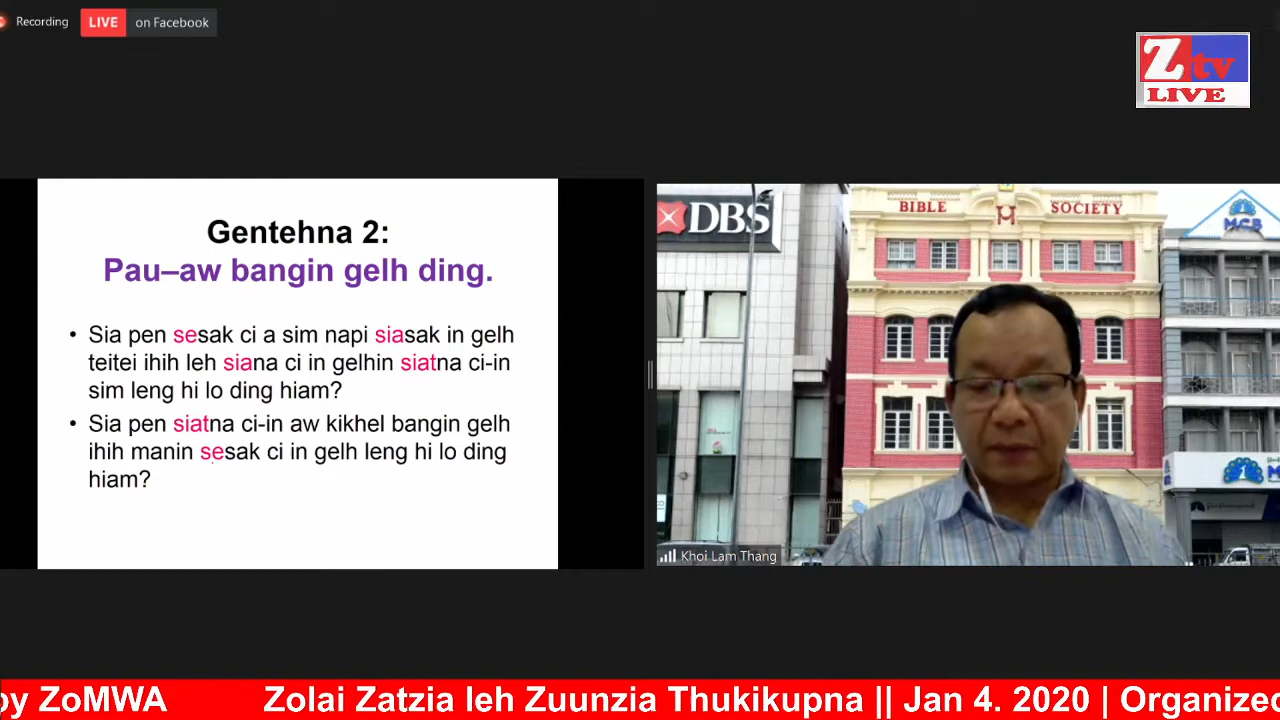 Recording
LIVE
on Facebook
Z tv
LIVE
Gentehna 2:
Pau–aw bangin gelh ding.
• Sia pen sesak ci a sim napi siasak in gelh
teitei ihih leh siana ci in gelhin siatna ci-in
sim leng hi lo ding hiam?
• Sia pen siatna ci-in aw kikhel bangin gelh
ihih manin sesak ci in gelh leng hi lo ding
hiam?
DBS
BIBLE SOCIETY
MCB
Khoi Lam Thang
by ZoMWA Zolai Zatzia leh Zuunzia Thukikupna || Jan 4. 2020 | Organized